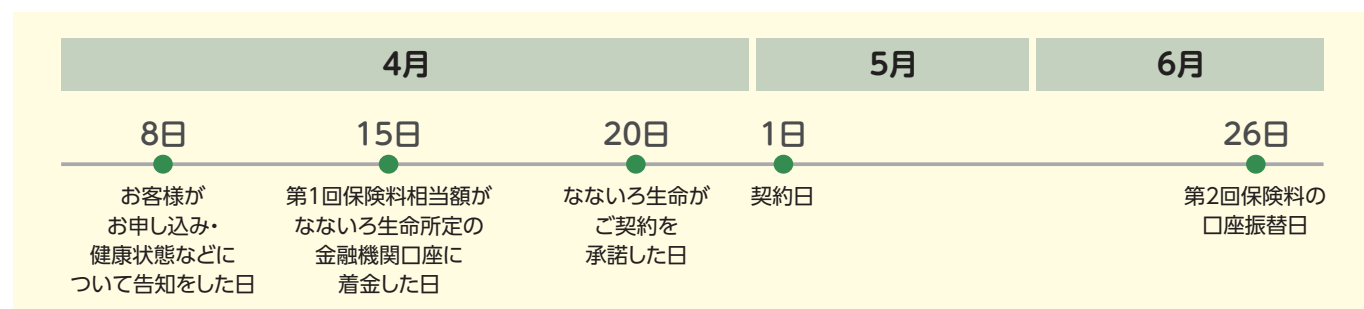 4月
5月
6月
8日
15日
20日
1日
26日
お客様が
お申し込み・
健康状態などに
ついて告知をした日
第1回保険料相当額が
なないろ生命所定の
金融機関口座に
着金した日
なないろ生命が
ご契約を
承諾した日
契約日
第2回保険料の
口座振替日